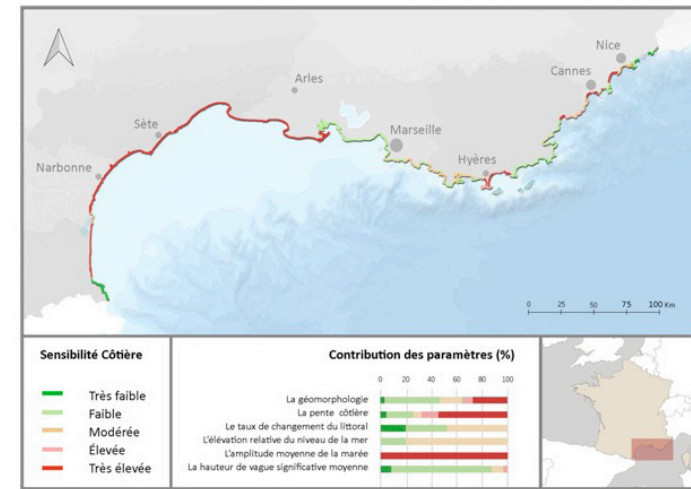 Nice
Cannes
Arles
Sète
Marseille
Narbonne
Hyères
0 25 50 75 100 Km
Sensibilité Côtière
Très faible
Faible
Modérée
Élevée
Très élevée
Contribution des paramètres (%)
0 20 40 60 80 100
La géomorphologie
La pente côtière
Le taux de changement du littoral
L'élévation relative du niveau de la mer
L'amplitude moyenne de la marée
La hauteur de vague significative moyenne